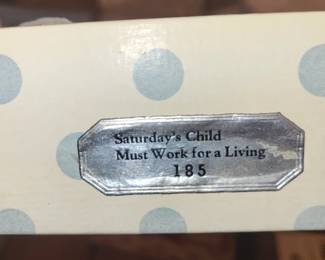 Saturday's Child
Must Work for a Living
185